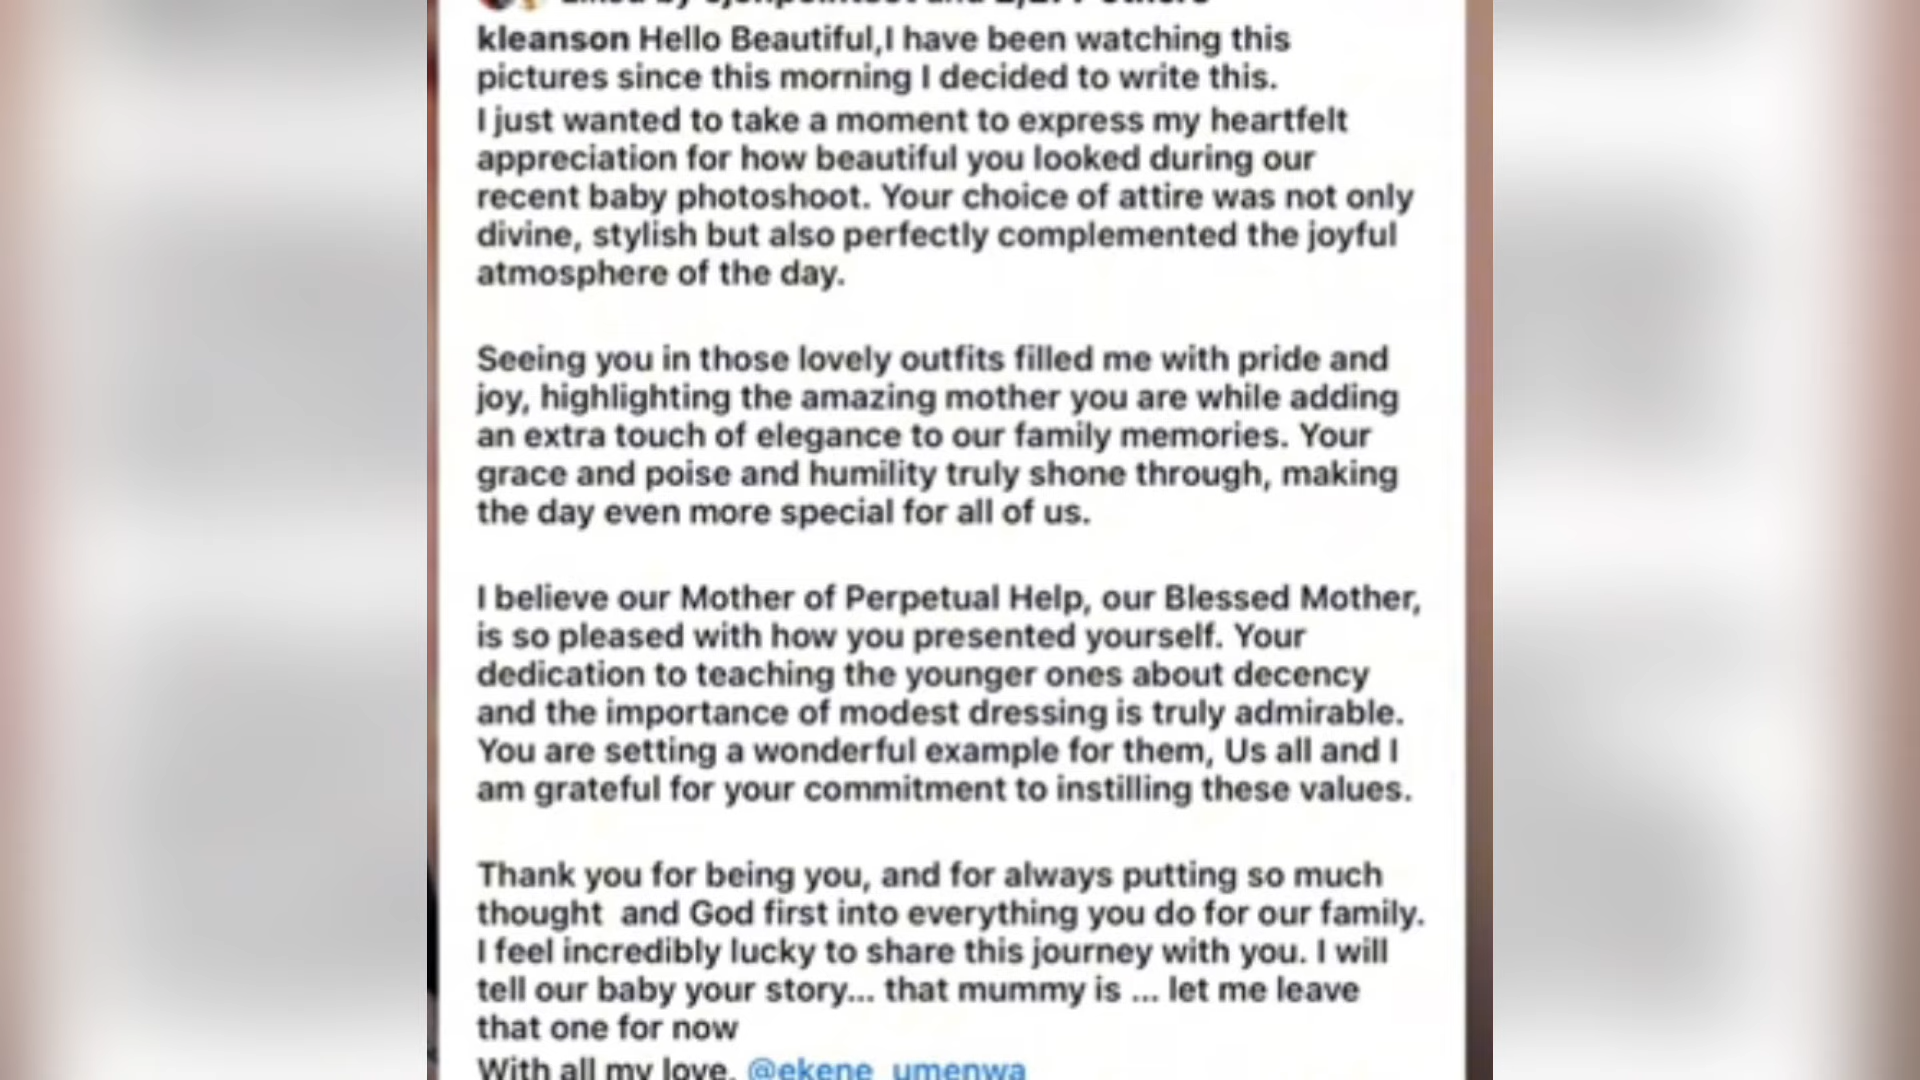 kleanson Hello Beautiful,I have been watching this
pictures since this morning I decided to write this.
I just wanted to take a moment to express my heartfelt
appreciation for how beautiful you looked during our
recent baby photoshoot. Your choice of attire was not only
divine, stylish but also perfectly complemented the joyful
atmosphere of the day.
Seeing you in those lovely outfits filled me with pride and
joy, highlighting the amazing mother you are while adding
an extra touch of elegance to our family memories. Your
grace and poise and humility truly shone through, making
the day even more special for all of us.
I believe our Mother of Perpetual Help, our Blessed Mother,
is so pleased with how you presented yourself. Your
dedication to teaching the younger ones about decency
and the importance of modest dressing is truly admirable.
You are setting a wonderful example for them, Us all and I
am grateful for your commitment to instilling these values.
Thank you for being you, and for always putting so much
thought  and God first into everything you do for our family.
I feel incredibly lucky to share this journey with you. I will
tell our baby your story... that mummy is ... let me leave
that one for now
With all my love, @ekene_umenwa